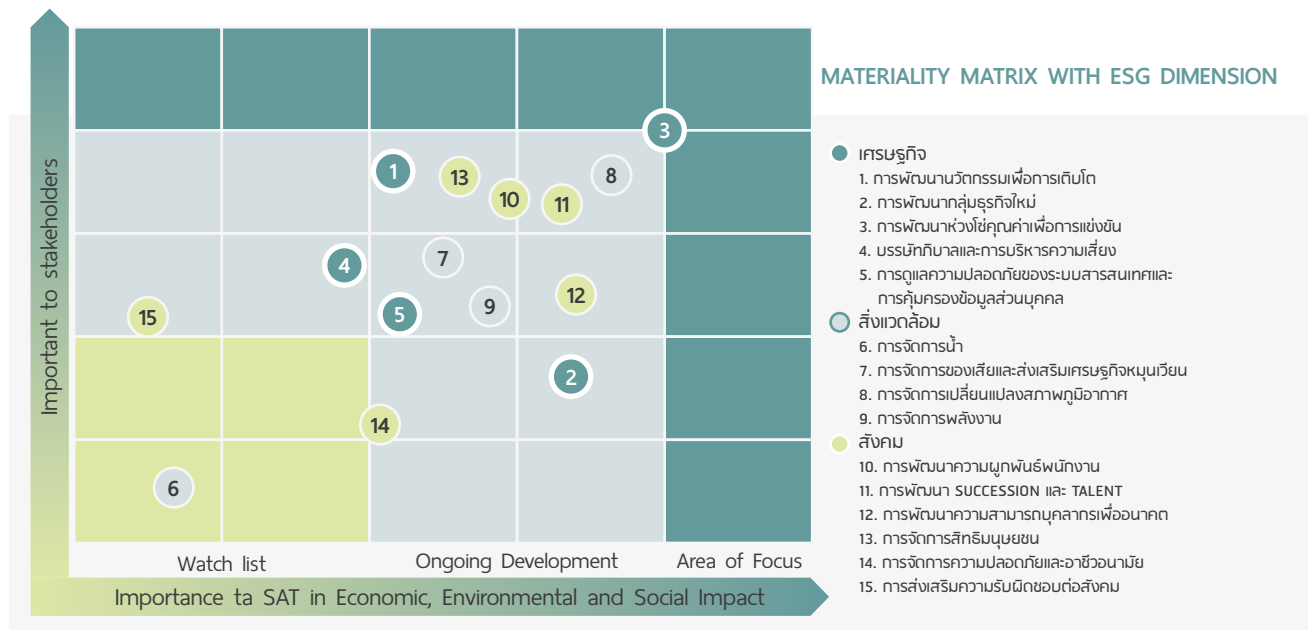 MATERIALITY MATRIX WITH ESG DIMENSION
Important to stakeholders
3
1
13
10
11
8
4
7
5
9
12
15
2
14
6
Watch list
Ongoing Development
Area of Focus
Importance ta SAT in Economic, Environmental and Social Impact
เศรษฐกิจ
1. การพัฒนานวัตกรรมเพื่อการเติบโต
2. การพัฒนากลุ่มธุรกิจใหม่
3. การพัฒนาห่วงโซ่คุณค่าเพื่อการแข่งขัน
4. บรรษัทภิบาลและการบริหารความเสี่ยง
5. การดูแลความปลอดภัยของระบบสารสนเทศและ
การคุ้มครองข้อมูลส่วนบุคคล
สิ่งแวดล้อม
6. การจัดการน้ำ
7. การจัดการของเสียและส่งเสริมเศรษฐกิจหมุนเวียน
8. การจัดการเปลี่ยนแปลงสภาพภูมิอากาศ
9. การจัดการพลังงาน
สังคม
10. การพัฒนาความผูกพันธ์พนักงาน
11. การพัฒนา SUCCESSION และ TALENT
12. การพัฒนาความสามารถบุคลากรเพื่ออนาคต
13. การจัดการสิทธิมนุษยชน
14. การจัดการความปลอดภัยและอาชีวอนามัย
15. การส่งเสริมความรับผิดชอบต่อสังคม